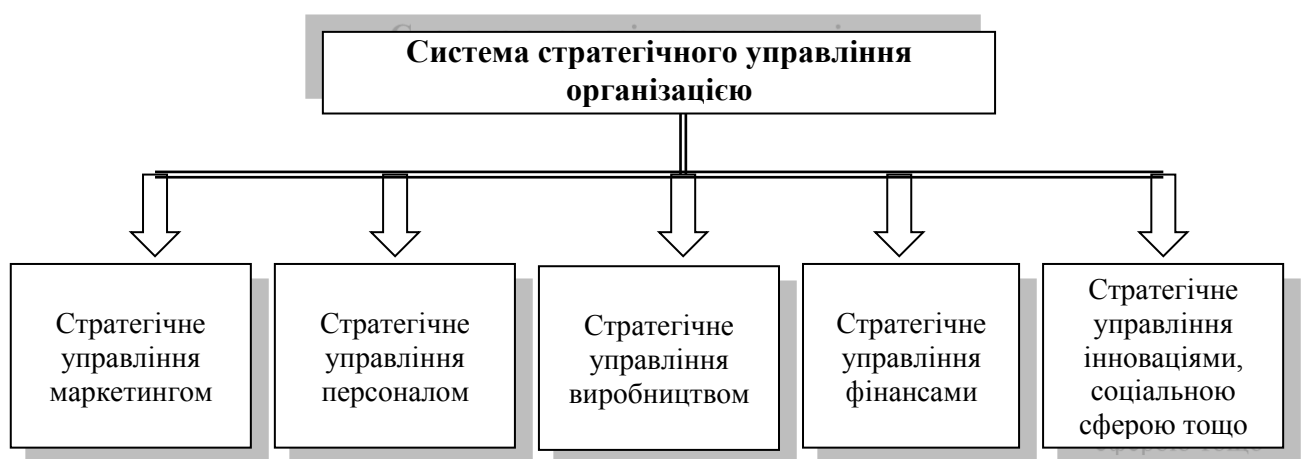 Система стратегічного управління
організацією
Стратегічне
управління
маркетингом
Стратегічне
управління
персоналом
Стратегічне
управління
виробництвом
Стратегічне
управління
фінансами
Стратегічне
управління
інноваціями,
соціальною
сферою тощо